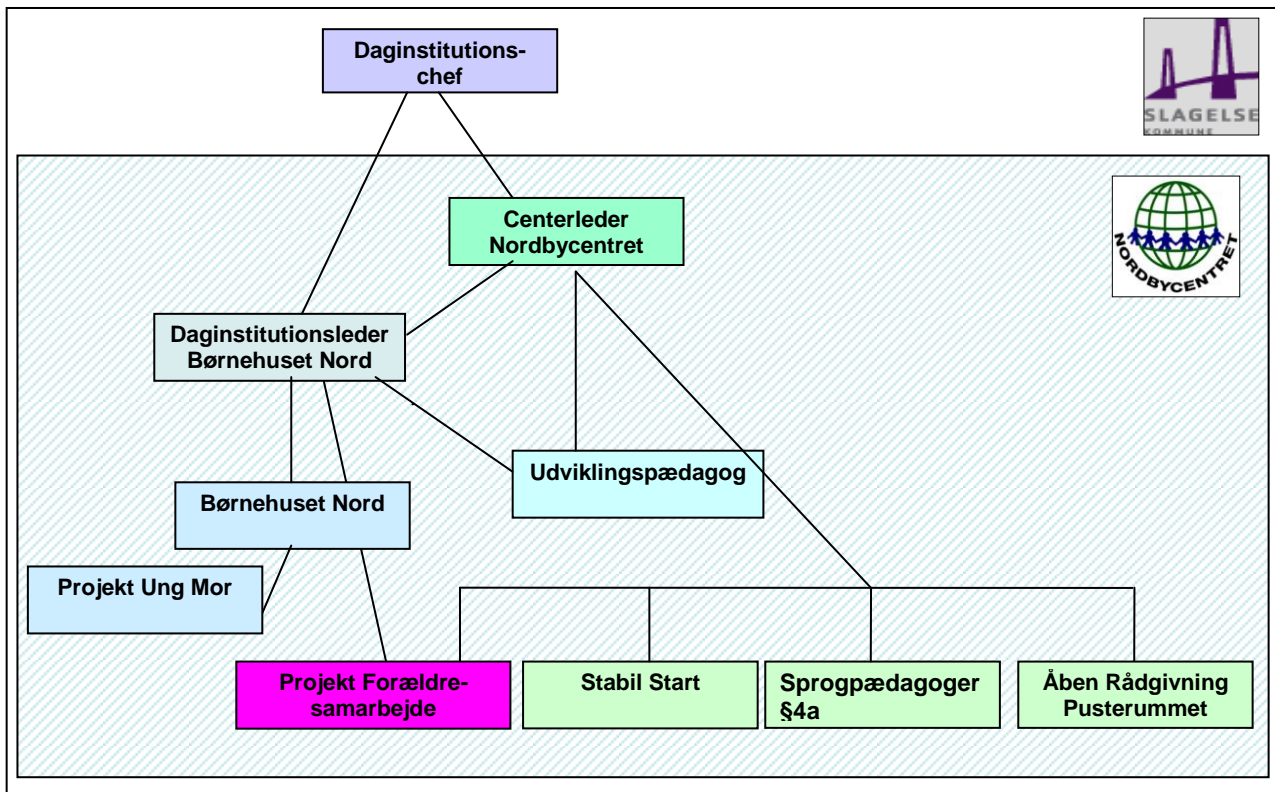 Daginstitutions-
chef
SLAGELSE
KOMMUNE
Centerleder
Nordbycentret
NORDBYCENTRET
Daginstitutionsleder
Børnehuset Nord
Udviklingspædagog
Børnehuset Nord
Projekt Ung Mor
Projekt Forældre-
samarbejde
Stabil Start
Sprogpædagoger
§4a
Åben Rådgivning
Pusterummet